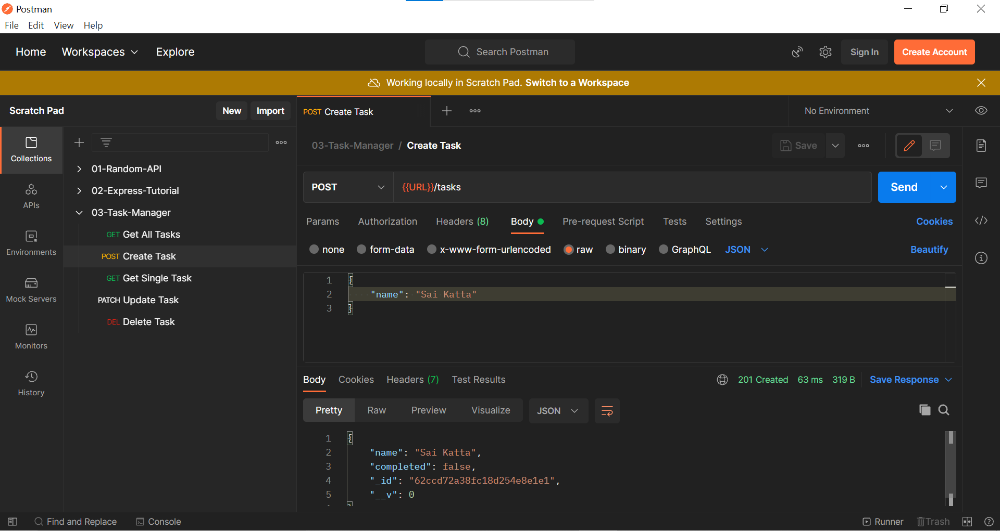 Postman
File Edit View Help
Home Workspaces Explore Search Postman Sign In Create Account
Working locally in Scratch Pad. Switch to a Workspace
Scratch Pad New Import POST Create Task No Environment
03-Task-Manager / Create Task Save
Collections
01-Random-API
02-Express-Tutorial
03-Task-Manager
GET Get All Tasks
POST Create Task
GET Get Single Task
PATCH Update Task
DEL Delete Task
APIs
Environments
Mock Servers
Monitors
History
POST {{URL}}/tasks Send
Params Authorization Headers (8) Body Pre-request Script Tests Settings Cookies
none form-data x-www-form-urlencoded raw binary GraphQL JSON Beautify
1 {
2 "name": "Sai Katta"
3 }
Body Cookies Headers (7) Test Results 201 Created 63 ms 319 B Save Response
Pretty Raw Preview Visualize JSON
1 {
2 "name": "Sai Katta",
3 "completed": false,
4 "_id": "62ccd72a38fc18d254e8e1e1",
5 "__v": 0
Find and Replace Console Runner Trash